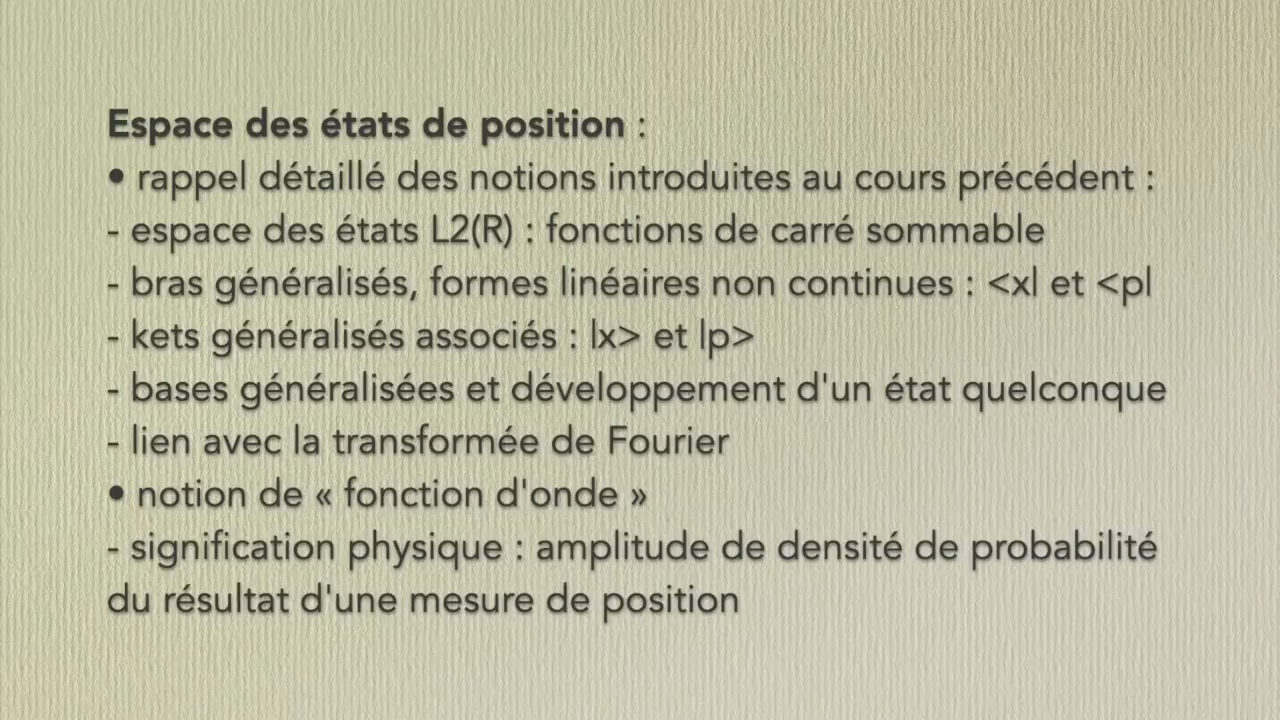 Espace des états de position :
• rappel détaillé des notions introduites au cours précédent :
- espace des états L2(R) : fonctions de carré sommable
- bras généralisés, formes linéaires non continues : <xl et <pl
- kets généralisés associés : lx> et lp>
- bases généralisées et développement d'un état quelconque
- lien avec la transformée de Fourier
• notion de « fonction d'onde »
- signification physique : amplitude de densité de probabilité
du résultat d'une mesure de position